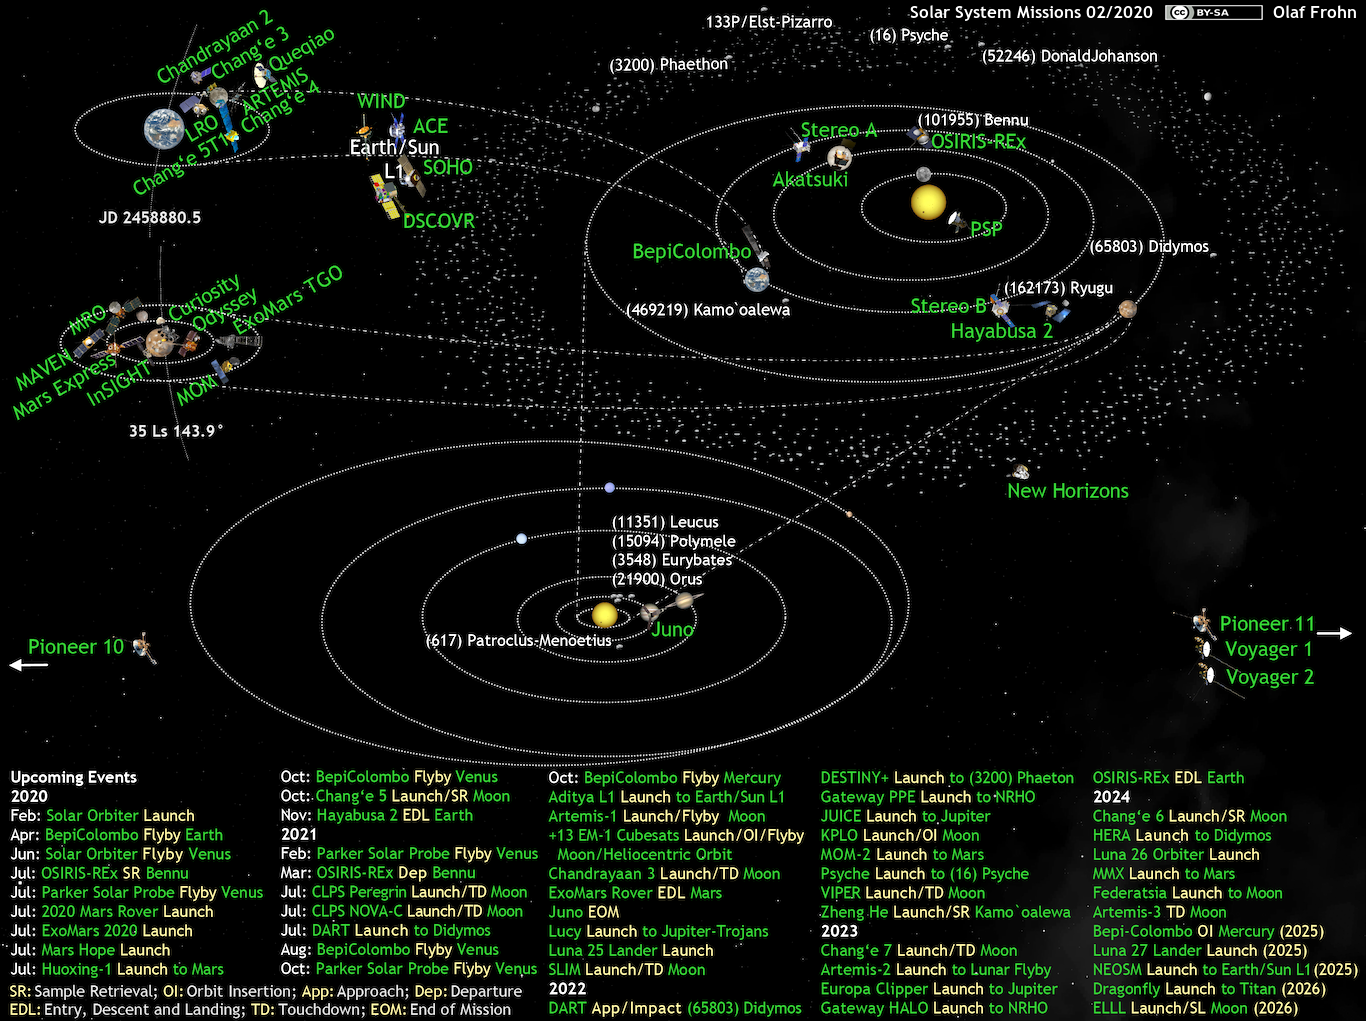 Solar System Missions 02/2020 cc BY-SA Olaf Frohn
133P/Elst-Pizarro
(16) Psyche
(52246) DonaldJohanson
(3200) Phaethon
Chandrayaan 2
Chang‘e 3
Queqiao
ARTEMIS
Chang‘e 4
LRO
Chang‘e 5T1
WIND
ACE
Earth/Sun
L1
SOHO
DSCOVR
JD 2458880.5
(101955) Bennu
OSIRIS-REx
Stereo A
Akatsuki
PSP
BepiColombo
(65803) Didymos
(469219) Kamo`oalewa
(162173) Ryugu
Stereo B
Hayabusa 2
MRO
Curiosity
Odyssey
ExoMars TGO
MAVEN
Mars Express
InSIGHT
MOM
35 Ls 143.9°
New Horizons
(11351) Leucus
(15094) Polymele
(3548) Eurybates
(21900) Orus
Juno
(617) Patroclus-Menoetius
Pioneer 10
Pioneer 11
Voyager 1
Voyager 2
Upcoming Events
2020
Feb: Solar Orbiter Launch
Apr: BepiColombo Flyby Earth
Jun: Solar Orbiter Flyby Venus
Jul: OSIRIS-REx SR Bennu
Jul: Parker Solar Probe Flyby Venus
Jul: 2020 Mars Rover Launch
Jul: ExoMars 2020 Launch
Jul: Mars Hope Launch
Jul: Huoxing-1 Launch to Mars
Oct: BepiColombo Flyby Venus
Oct: Chang‘e 5 Launch/SR Moon
Nov: Hayabusa 2 EDL Earth
2021
Feb: Parker Solar Probe Flyby Venus
Mar: OSIRIS-REx Dep Bennu
Jul: CLPS Peregrin Launch/TD Moon
Jul: CLPS NOVA-C Launch/TD Moon
Jul: DART Launch to Didymos
Aug: BepiColombo Flyby Venus
Oct: Parker Solar Probe Flyby Venus
Oct: BepiColombo Flyby Mercury
Aditya L1 Launch to Earth/Sun L1
Artemis-1 Launch/Flyby Moon
+13 EM-1 Cubesats Launch/OI/Flyby
Moon/Heliocentric Orbit
Chandrayaan 3 Launch/TD Moon
ExoMars Rover EDL Mars
Juno EOM
Lucy Launch to Jupiter-Trojans
Luna 25 Lander Launch
SLIM Launch/TD Moon
2022
DART App/Impact (65803) Didymos
DESTINY+ Launch to (3200) Phaeton
Gateway PPE Launch to NRHO
JUICE Launch to Jupiter
KPLO Launch/OI Moon
MOM-2 Launch to Mars
Psyche Launch to (16) Psyche
VIPER Launch/TD Moon
Zheng He Launch/SR Kamo`oalewa
2023
Chang‘e 7 Launch/TD Moon
Artemis-2 Launch to Lunar Flyby
Europa Clipper Launch to Jupiter
Gateway HALO Launch to NRHO
OSIRIS-REx EDL Earth
2024
Chang‘e 6 Launch/SR Moon
HERA Launch to Didymos
Luna 26 Orbiter Launch
MMX Launch to Mars
Federatsia Launch to Moon
Artemis-3 TD Moon
Bepi-Colombo OI Mercury (2025)
Luna 27 Lander Launch (2025)
NEOSM Launch to Earth/Sun L1 (2025)
Dragonfly Launch to Titan (2026)
ELLL Launch/SL Moon (2026)
SR: Sample Retrieval; OI: Orbit Insertion; App: Approach; Dep: Departure
EDL: Entry, Descent and Landing; TD: Touchdown; EOM: End of Mission